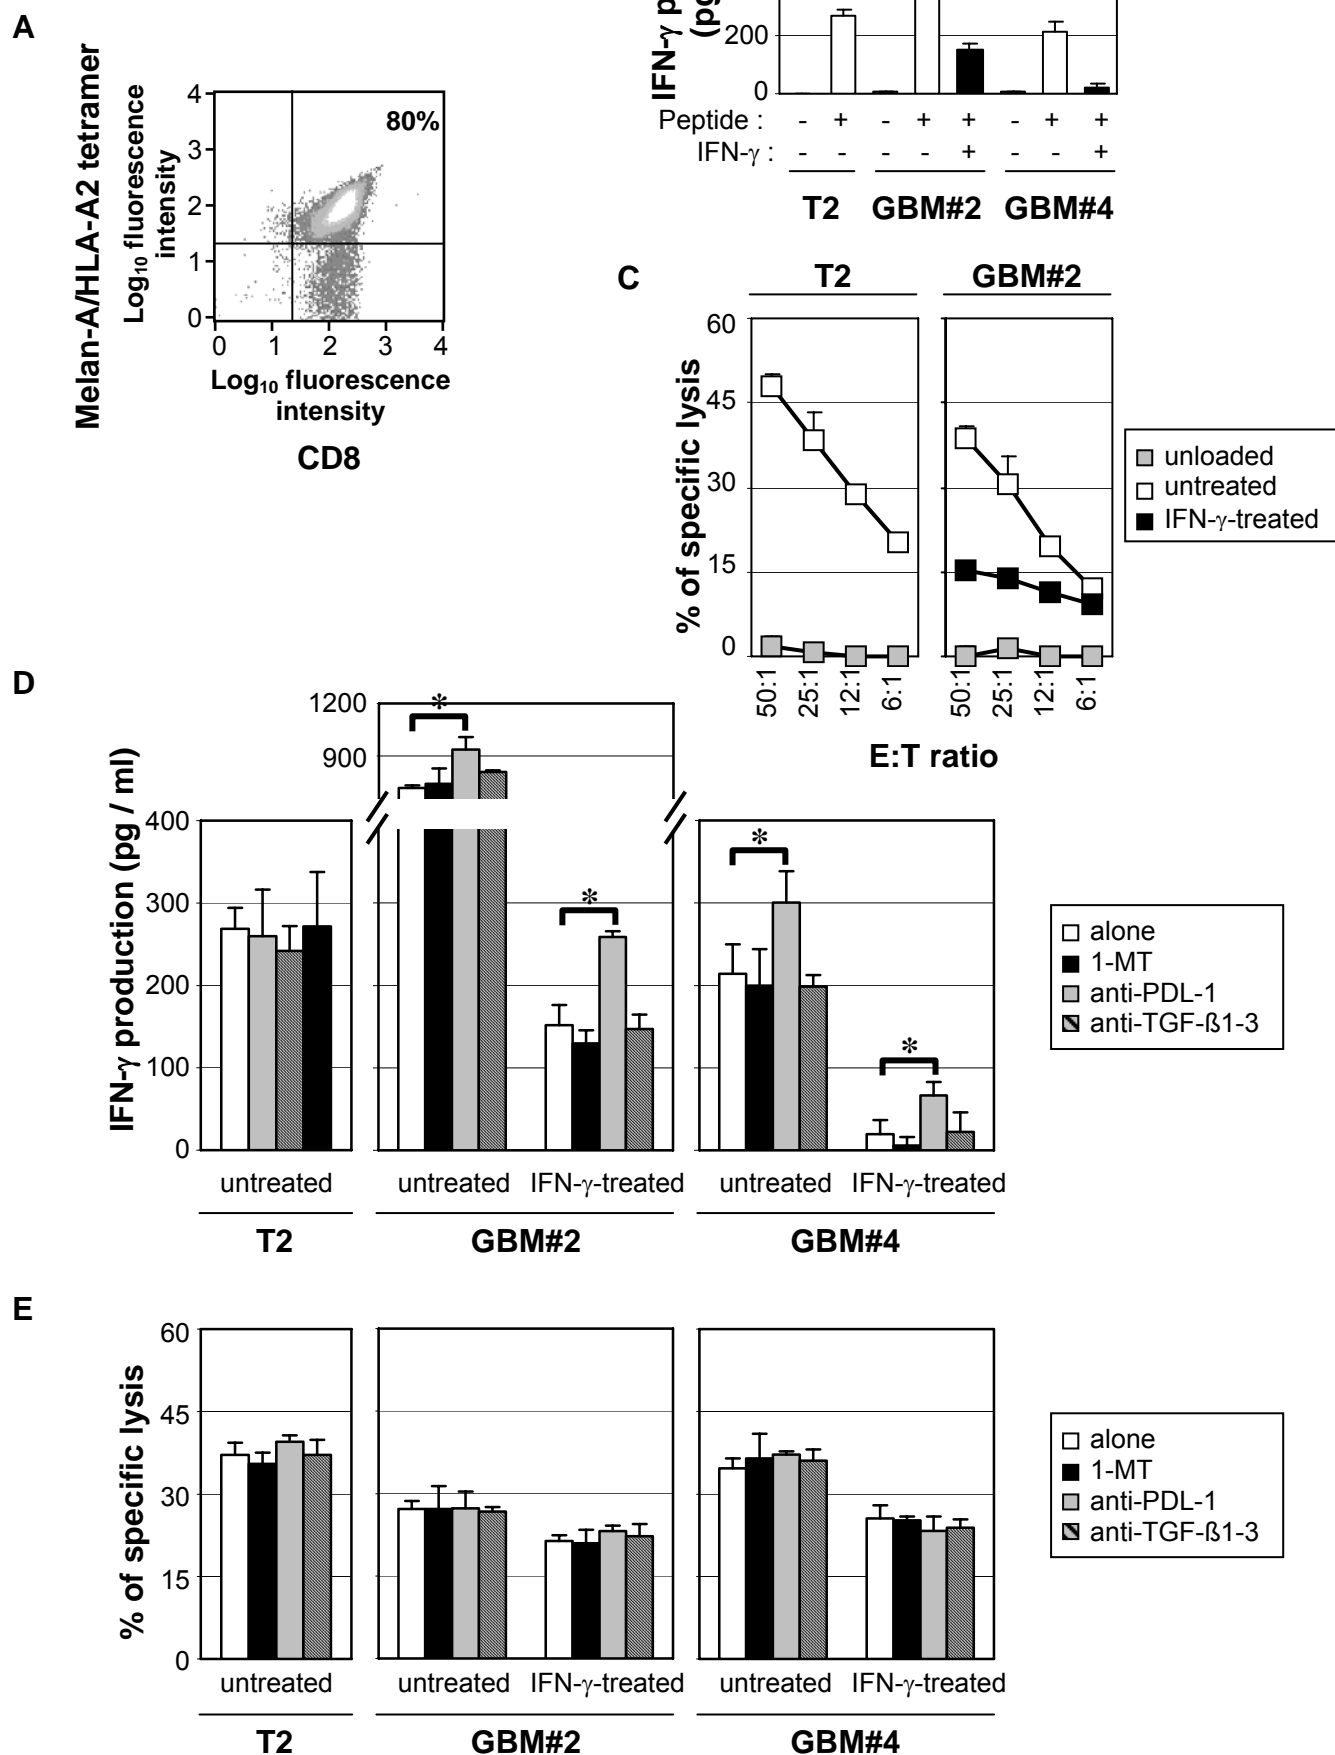 A
Melan-A/HLA-A2 tetramer
Log10 fluorescence
intensity
4
3
2
1
0
80%
0 1 2 3 4
Log10 fluorescence
intensity
CD8
IFN-γ p
(pg
200
0
Peptide : - + - + + - + +
IFN-γ : - - - - + - - +
T2 GBM#2 GBM#4
C
T2 GBM#2
% of specific lysis
60
45
30
15
0
50:1 25:1 12:1 6:1 50:1 25:1 12:1 6:1
E:T ratio
unloaded
untreated
IFN-γ-treated
D
IFN-γ production (pg / ml)
1200
900
400
300
200
100
0
* * * *
untreated untreated IFN-γ-treated untreated IFN-γ-treated
T2 GBM#2 GBM#4
alone
1-MT
anti-PDL-1
anti-TGF-ß1-3
E
% of specific lysis
60
45
30
15
0
untreated untreated IFN-γ-treated untreated IFN-γ-treated
T2 GBM#2 GBM#4
alone
1-MT
anti-PDL-1
anti-TGF-ß1-3